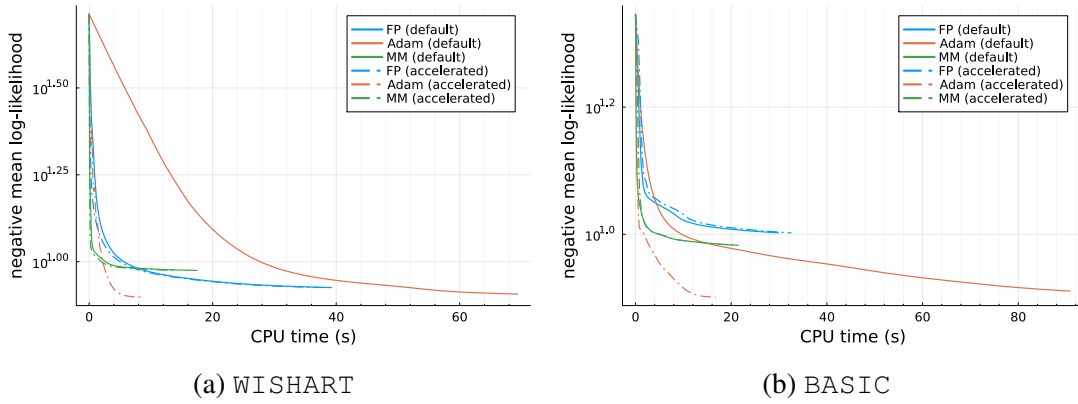 negative mean log-likelihood
10^1.50
10^1.25
10^1.00
FP (default)
Adam (default)
MM (default)
FP (accelerated)
Adam (accelerated)
MM (accelerated)
0 20 40 60
CPU time (s)
(a) WISHART
negative mean log-likelihood
10^1.2
10^1.0
FP (default)
Adam (default)
MM (default)
FP (accelerated)
Adam (accelerated)
MM (accelerated)
0 20 40 60 80
CPU time (s)
(b) BASIC